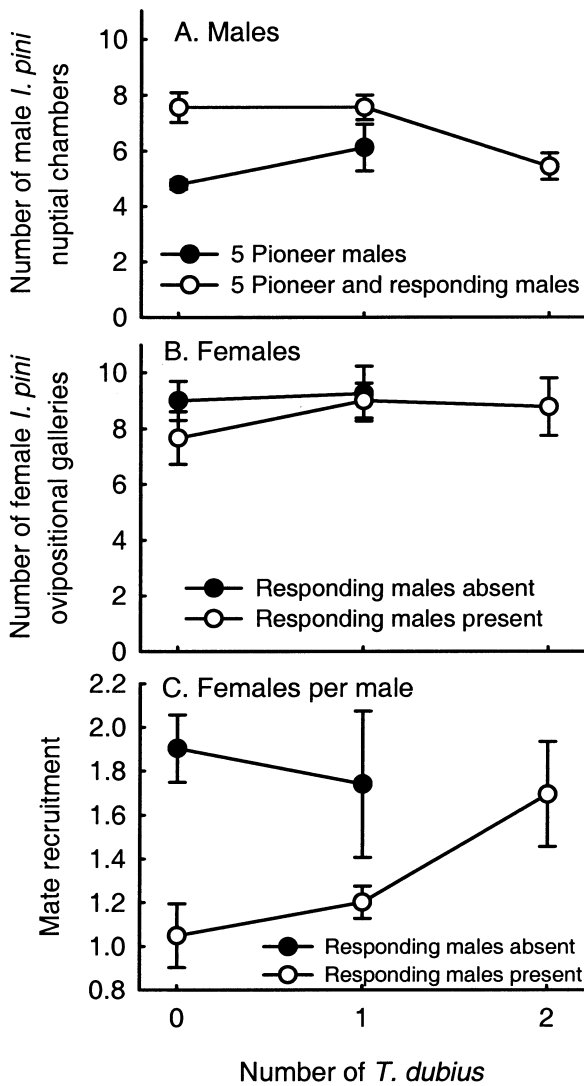 A. Males
Number of male I. pini
nuptial chambers
10
8
6
4
2
0
5 Pioneer males
5 Pioneer and responding males
B. Females
Number of female I. pini
ovipositional galleries
10
8
6
4
2
0
Responding males absent
Responding males present
C. Females per male
Mate recruitment
2.2
2.0
1.8
1.6
1.4
1.2
1.0
0.8
Responding males absent
Responding males present
0 1 2
Number of T. dubius